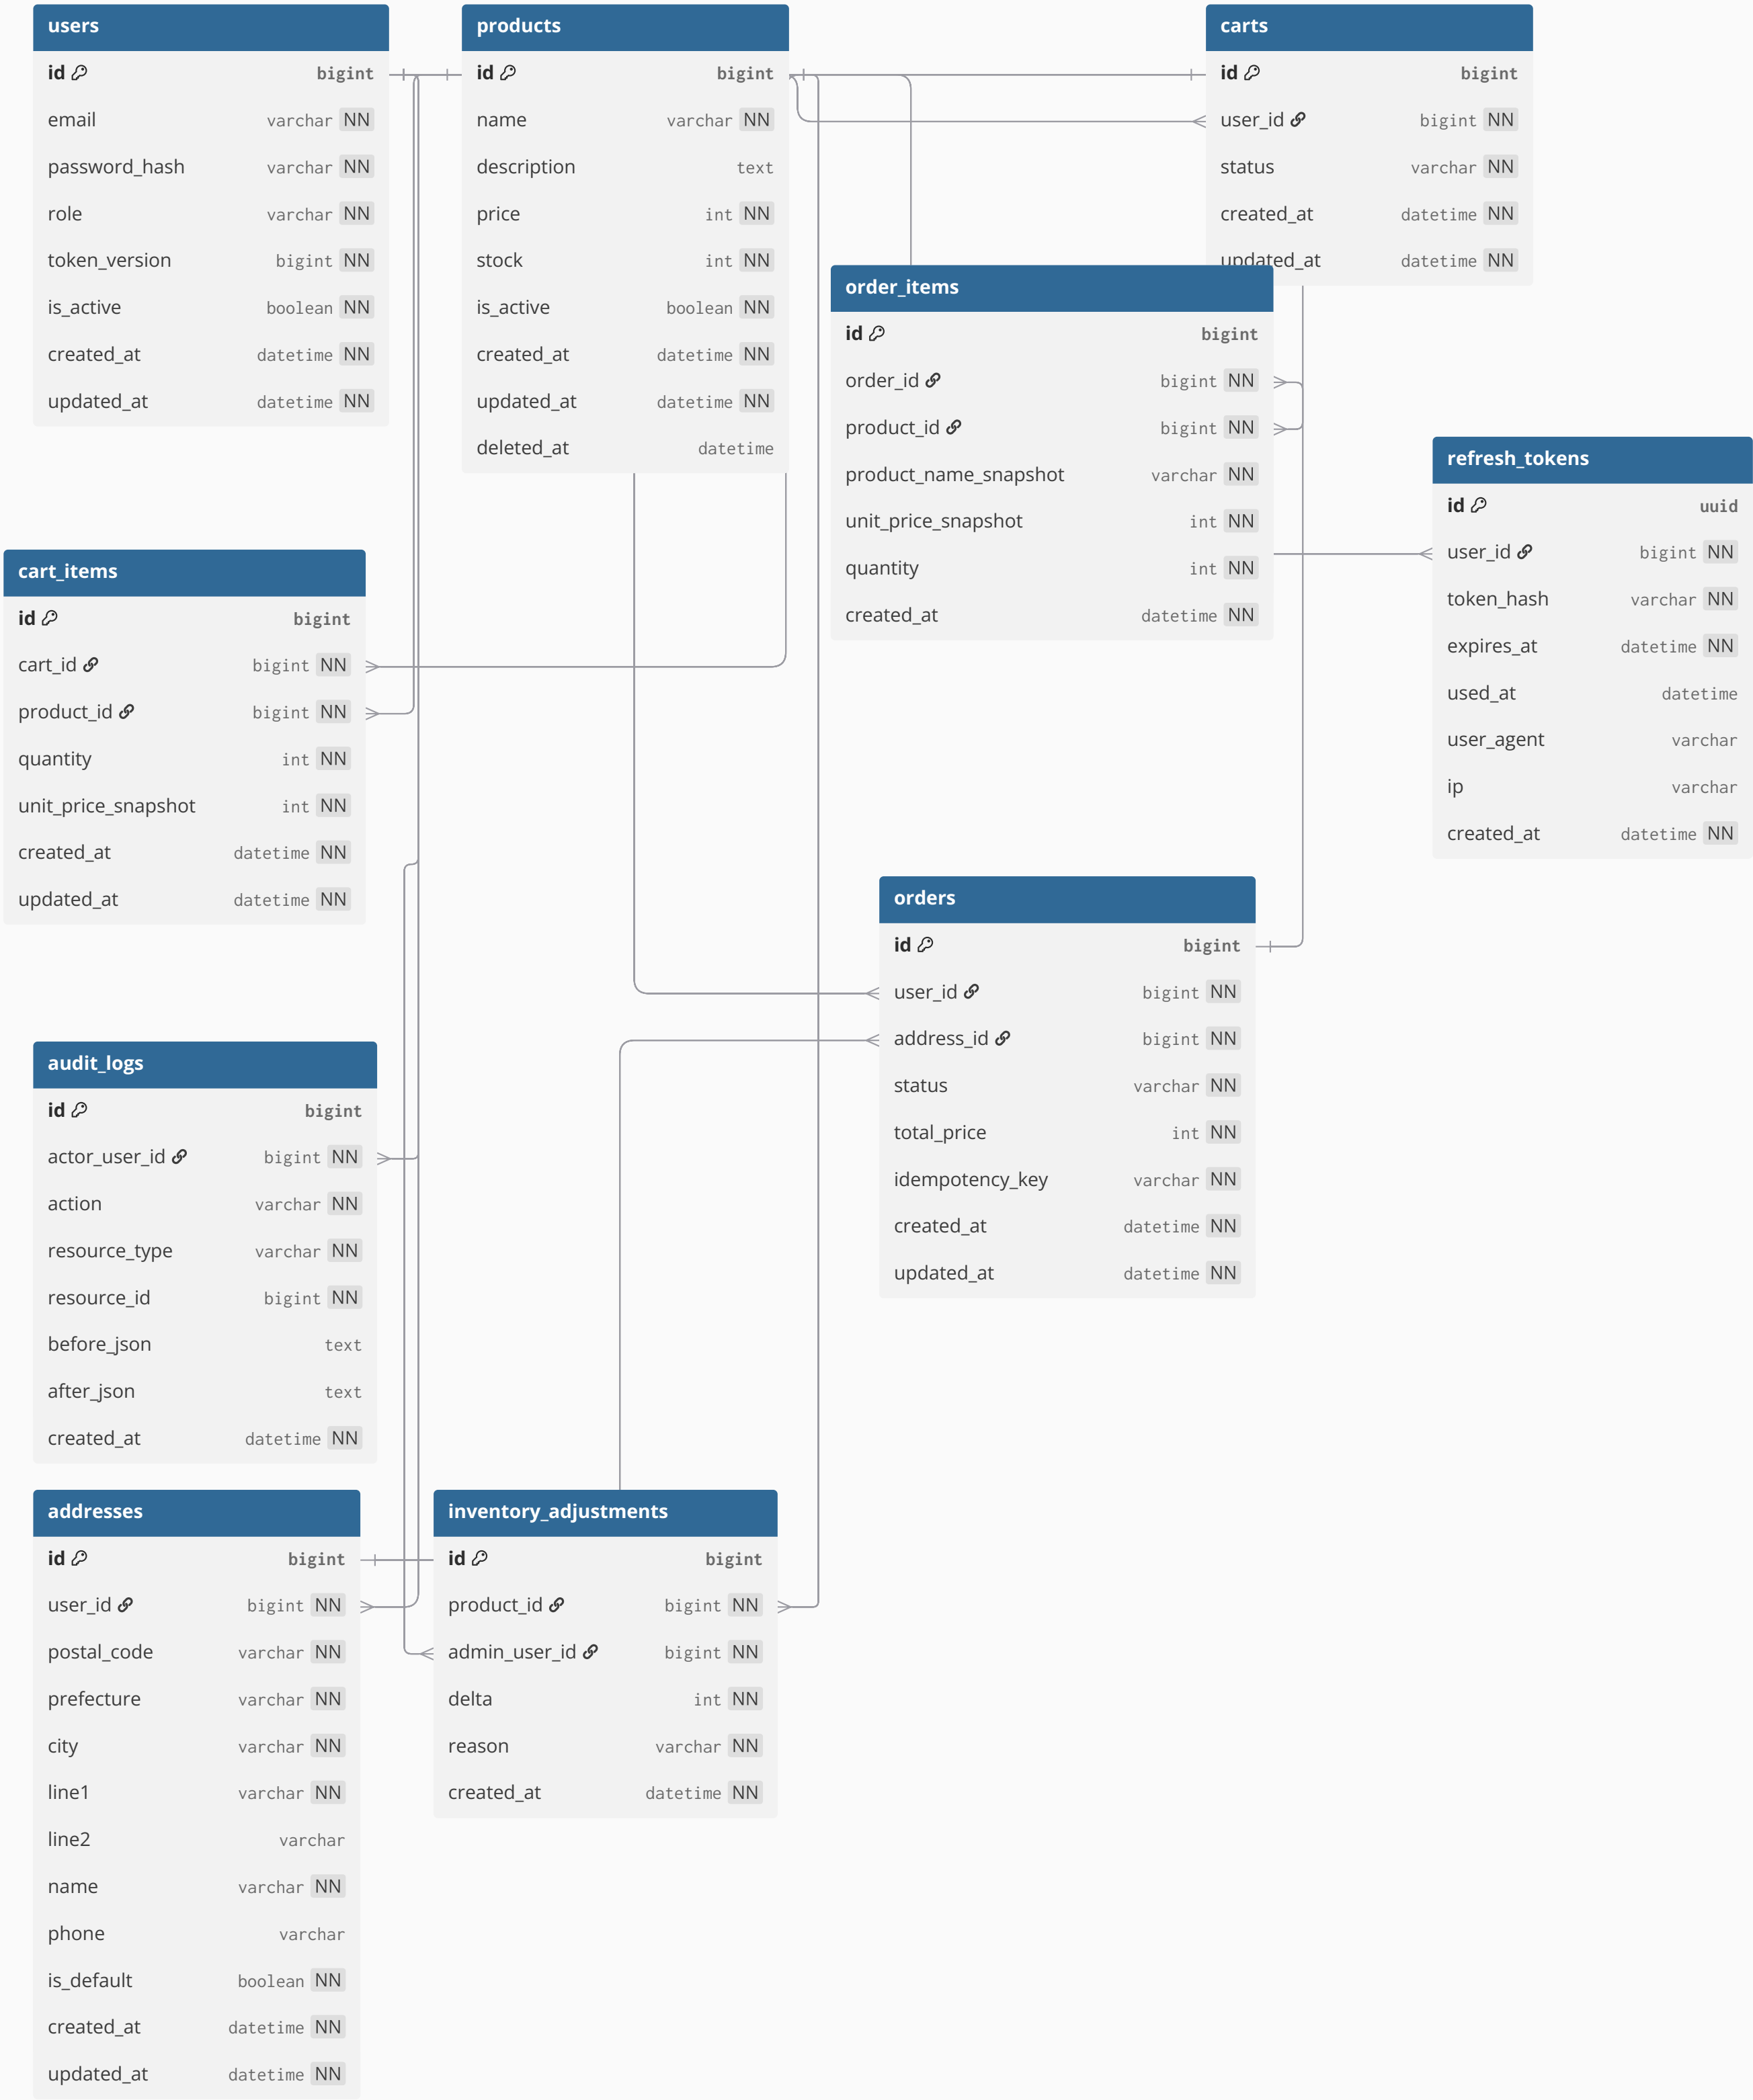 users
id bigint
email varchar NN
password_hash varchar NN
role varchar NN
token_version bigint NN
is_active boolean NN
created_at datetime NN
updated_at datetime NN
products
id bigint
name varchar NN
description text
price int NN
stock int NN
is_active boolean NN
created_at datetime NN
updated_at datetime NN
deleted_at datetime
carts
id bigint
user_id bigint NN
status varchar NN
created_at datetime NN
updated_at datetime NN
order_items
id bigint
order_id bigint NN
product_id bigint NN
product_name_snapshot varchar NN
unit_price_snapshot int NN
quantity int NN
created_at datetime NN
refresh_tokens
id uuid
user_id bigint NN
token_hash varchar NN
expires_at datetime NN
used_at datetime
user_agent varchar
ip varchar
created_at datetime NN
cart_items
id bigint
cart_id bigint NN
product_id bigint NN
quantity int NN
unit_price_snapshot int NN
created_at datetime NN
updated_at datetime NN
orders
id bigint
user_id bigint NN
address_id bigint NN
status varchar NN
total_price int NN
idempotency_key varchar NN
created_at datetime NN
updated_at datetime NN
audit_logs
id bigint
actor_user_id bigint NN
action varchar NN
resource_type varchar NN
resource_id bigint NN
before_json text
after_json text
created_at datetime NN
addresses
id bigint
user_id bigint NN
postal_code varchar NN
prefecture varchar NN
city varchar NN
line1 varchar NN
line2 varchar
name varchar NN
phone varchar
is_default boolean NN
created_at datetime NN
updated_at datetime NN
inventory_adjustments
id bigint
product_id bigint NN
admin_user_id bigint NN
delta int NN
reason varchar NN
created_at datetime NN